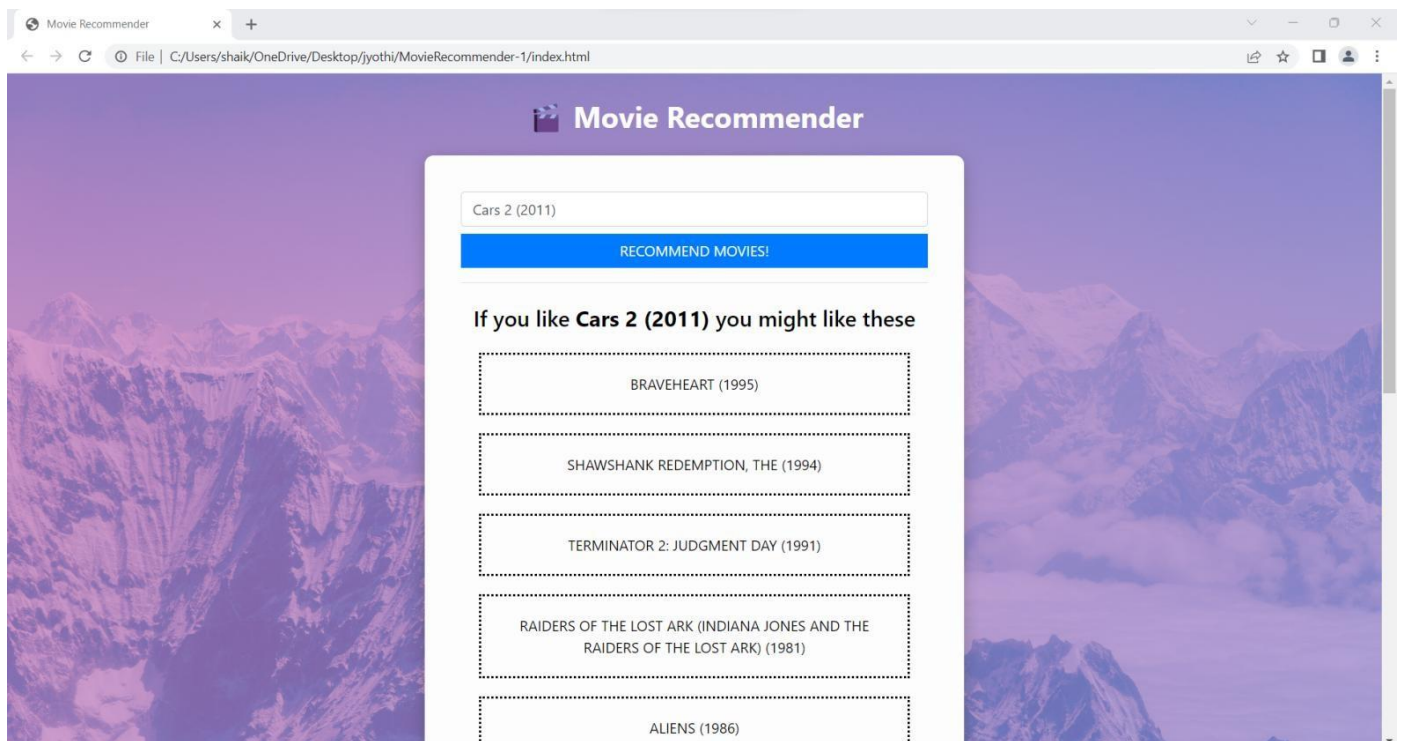 Movie Recommender
File | C:/Users/shaik/OneDrive/Desktop/jyothi/MovieRecommender-1/index.html
Movie Recommender
Cars 2 (2011)
RECOMMEND MOVIES!
If you like Cars 2 (2011) you might like these
BRAVEHEART (1995)
SHAWSHANK REDEMPTION, THE (1994)
TERMINATOR 2: JUDGMENT DAY (1991)
RAIDERS OF THE LOST ARK (INDIANA JONES AND THE
RAIDERS OF THE LOST ARK) (1981)
ALIENS (1986)